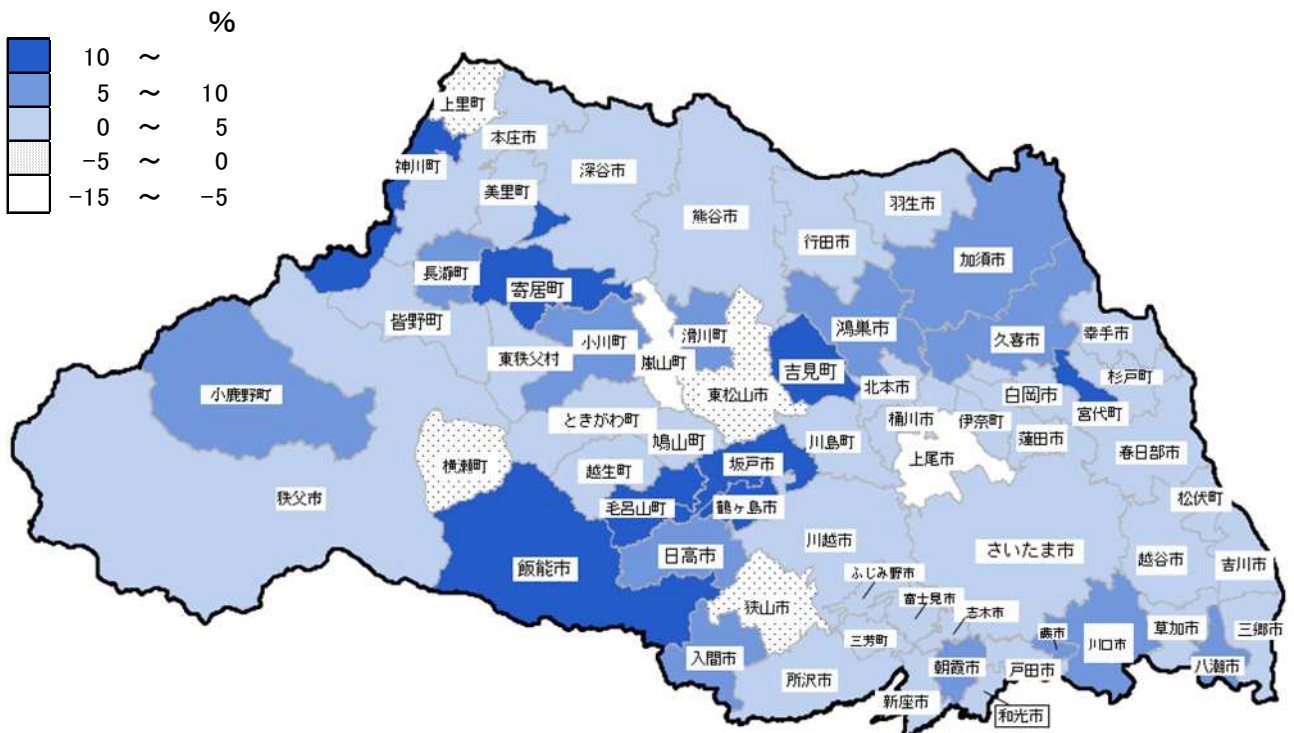 %
10 ～
5 ～ 10
0 ～ 5
-5 ～ 0
-15 ～ -5
上里町
本庄市
神川町
深谷市
美里町
熊谷市
羽生市
行田市
加須市
長瀞町
寄居町
皆野町
鴻巣市
久喜市
幸手市
小川町
滑川町
東秩父村
嵐山町
吉見町
杉戸町
小鹿野町
東松山市
北本市
白岡市
宮代町
ときがわ町
桶川市
伊奈町
鳩山町
川島町
蓮田市
春日部市
横瀬町
越生町
坂戸市
上尾市
秩父市
松伏町
毛呂山町
鶴ヶ島市
川越市
さいたま市
日高市
越谷市
吉川市
飯能市
ふじみ野市
狭山市
富士見市
志木市
三芳町
蕨市
川口市
草加市
三郷市
入間市
朝霞市
戸田市
八潮市
所沢市
新座市
和光市